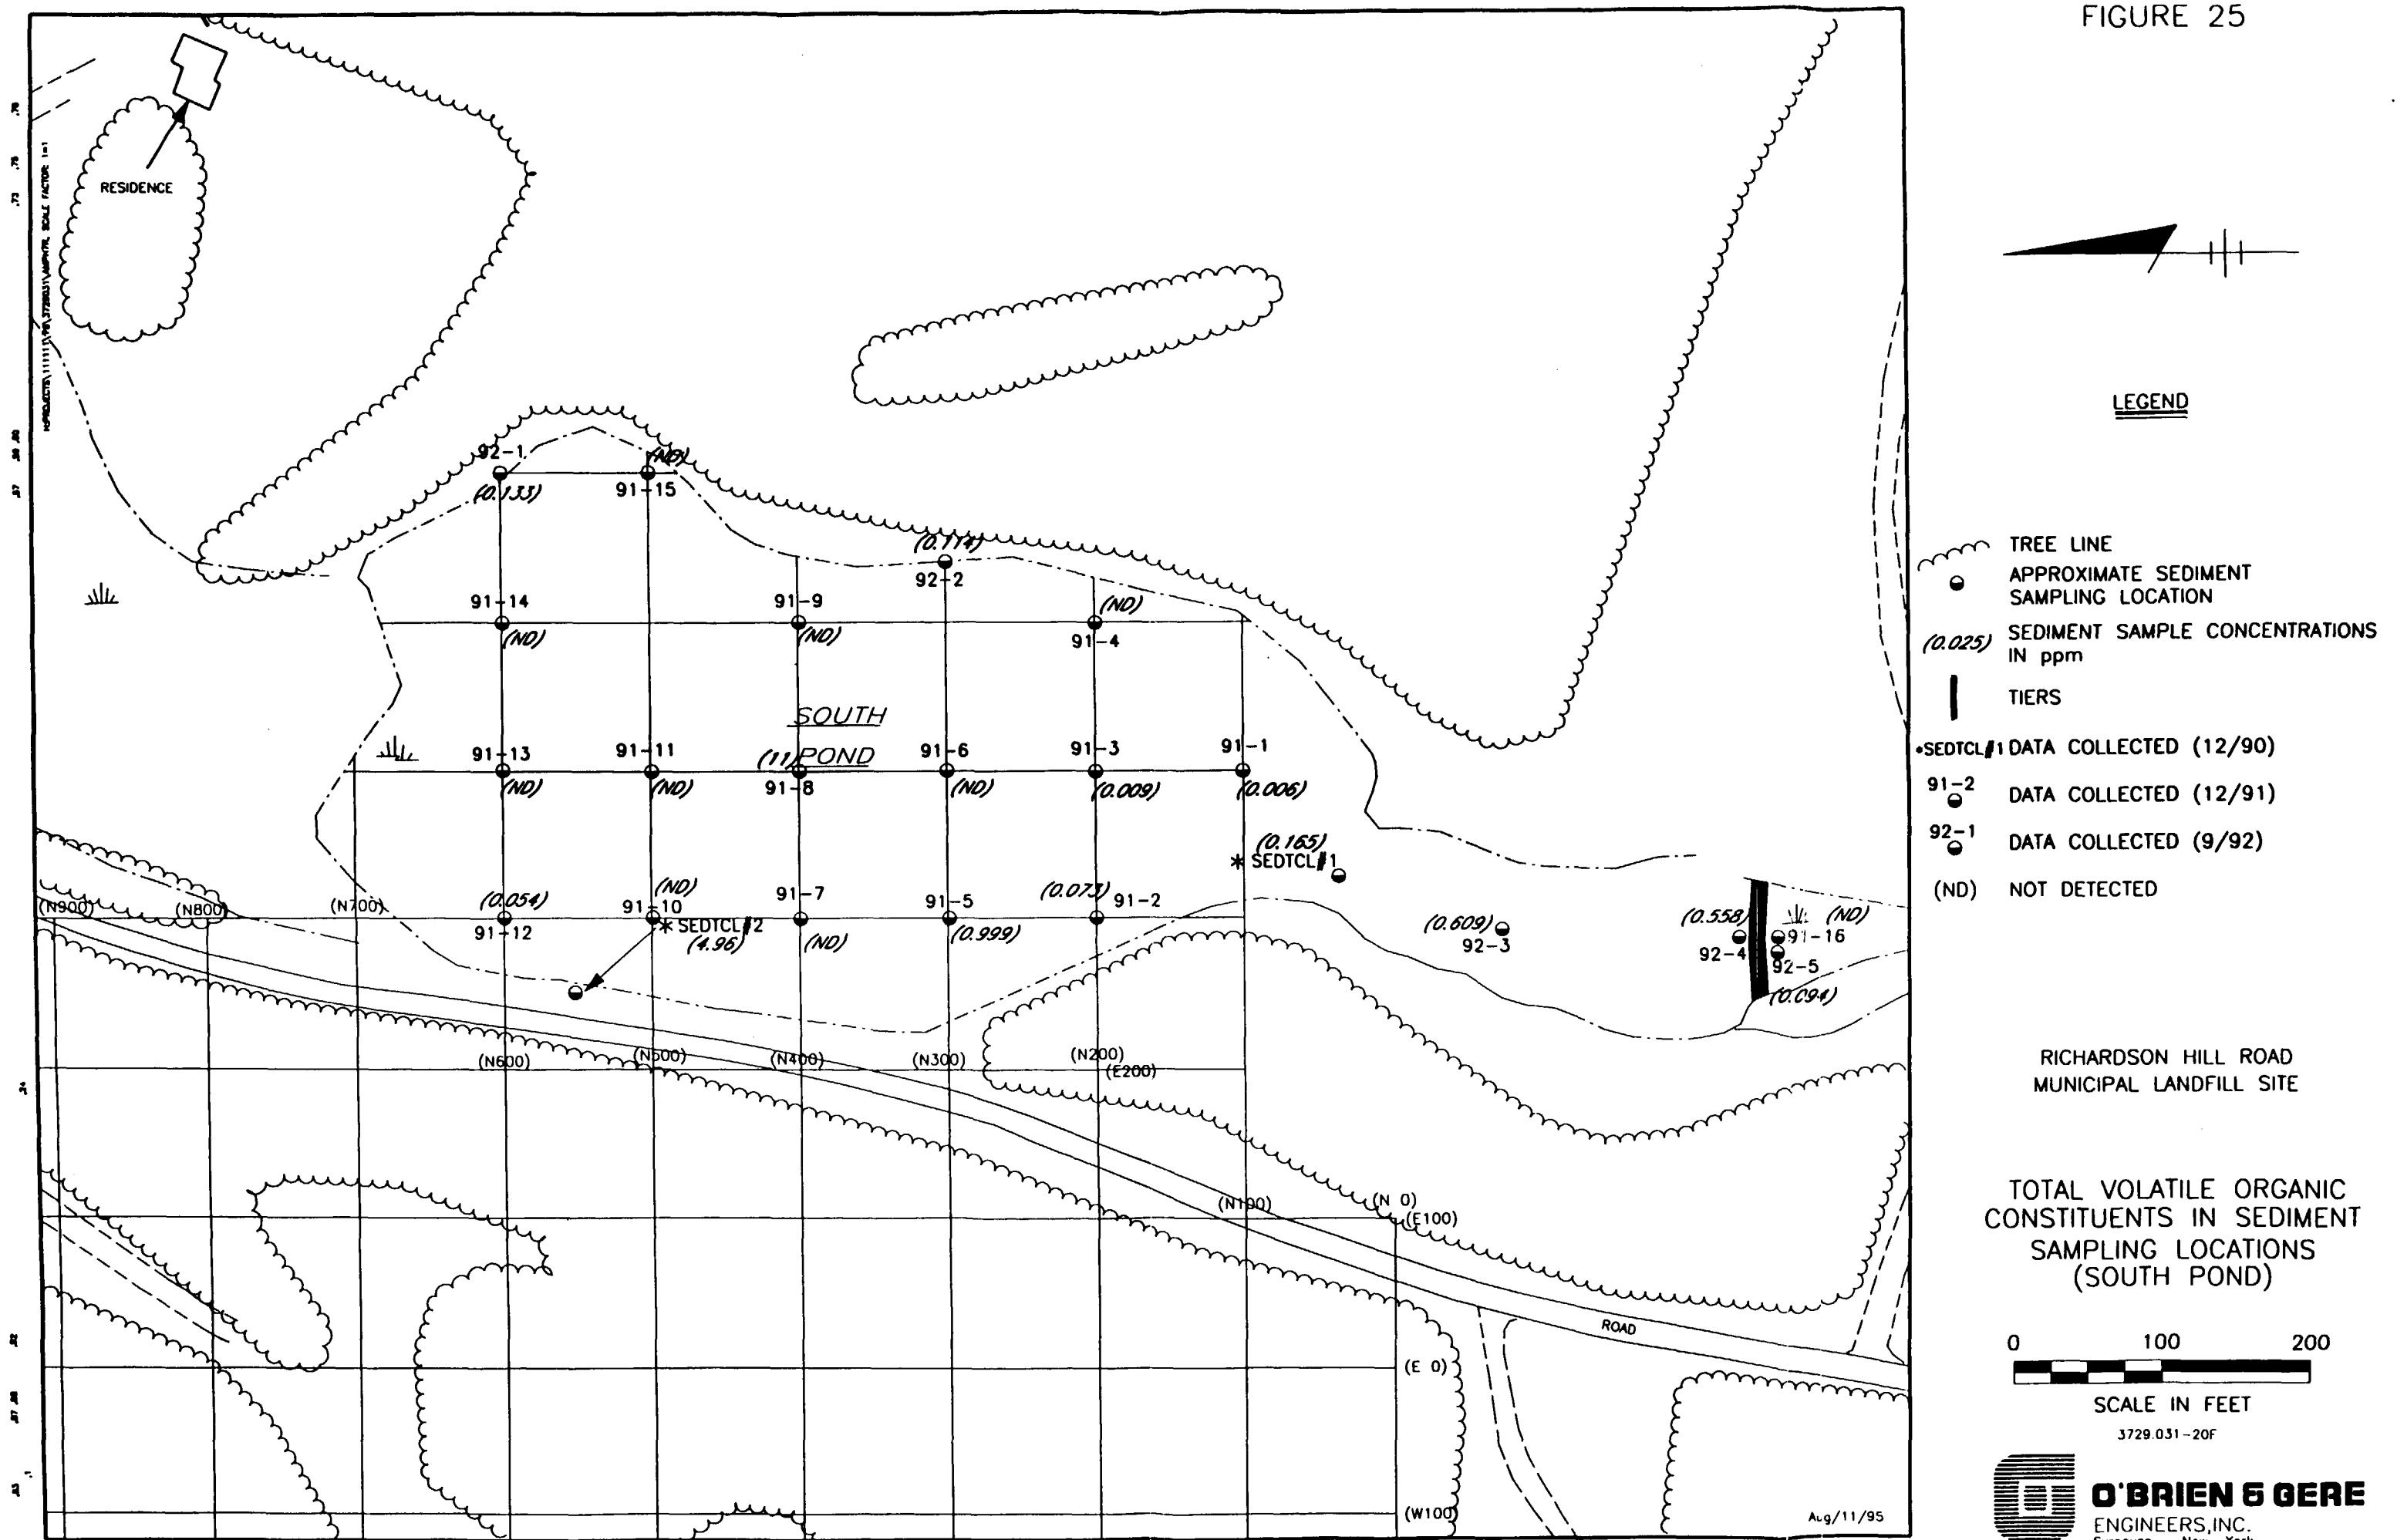 FIGURE 25
RESIDENCE
92-1
(0.133)
(ND)
91-15
(0.114)
92-2
91-14
(ND)
91-9
(ND)
(ND)
91-4
SOUTH
POND
91-13
(ND)
91-11
(ND)
(11)
91-8
91-6
(ND)
91-3
(0.009)
91-1
(0.006)
(0.165)
* SEDTCL#1
(0.054)
91-12
(ND)
91-10
* SEDTCL#2
(4.96)
91-7
(ND)
91-5
(0.999)
(0.073)
91-2
(0.609)
92-3
(0.558)
92-4
(ND)
91-16
92-5
(0.094)
(N900)
(N800)
(N700)
(N600)
(N500)
(N400)
(N300)
(N200)
(E200)
(N100)
(N 0)
(E100)
ROAD
(E 0)
(W100)
Aug/11/95
LEGEND
TREE LINE
APPROXIMATE SEDIMENT
SAMPLING LOCATION
(0.025) SEDIMENT SAMPLE CONCENTRATIONS
IN ppm
TIERS
•SEDTCL#1 DATA COLLECTED (12/90)
91-2 DATA COLLECTED (12/91)
92-1 DATA COLLECTED (9/92)
(ND) NOT DETECTED
RICHARDSON HILL ROAD
MUNICIPAL LANDFILL SITE
TOTAL VOLATILE ORGANIC
CONSTITUENTS IN SEDIMENT
SAMPLING LOCATIONS
(SOUTH POND)
0 100 200
SCALE IN FEET
3729.031-20F
O'BRIEN & GERE
ENGINEERS,INC.